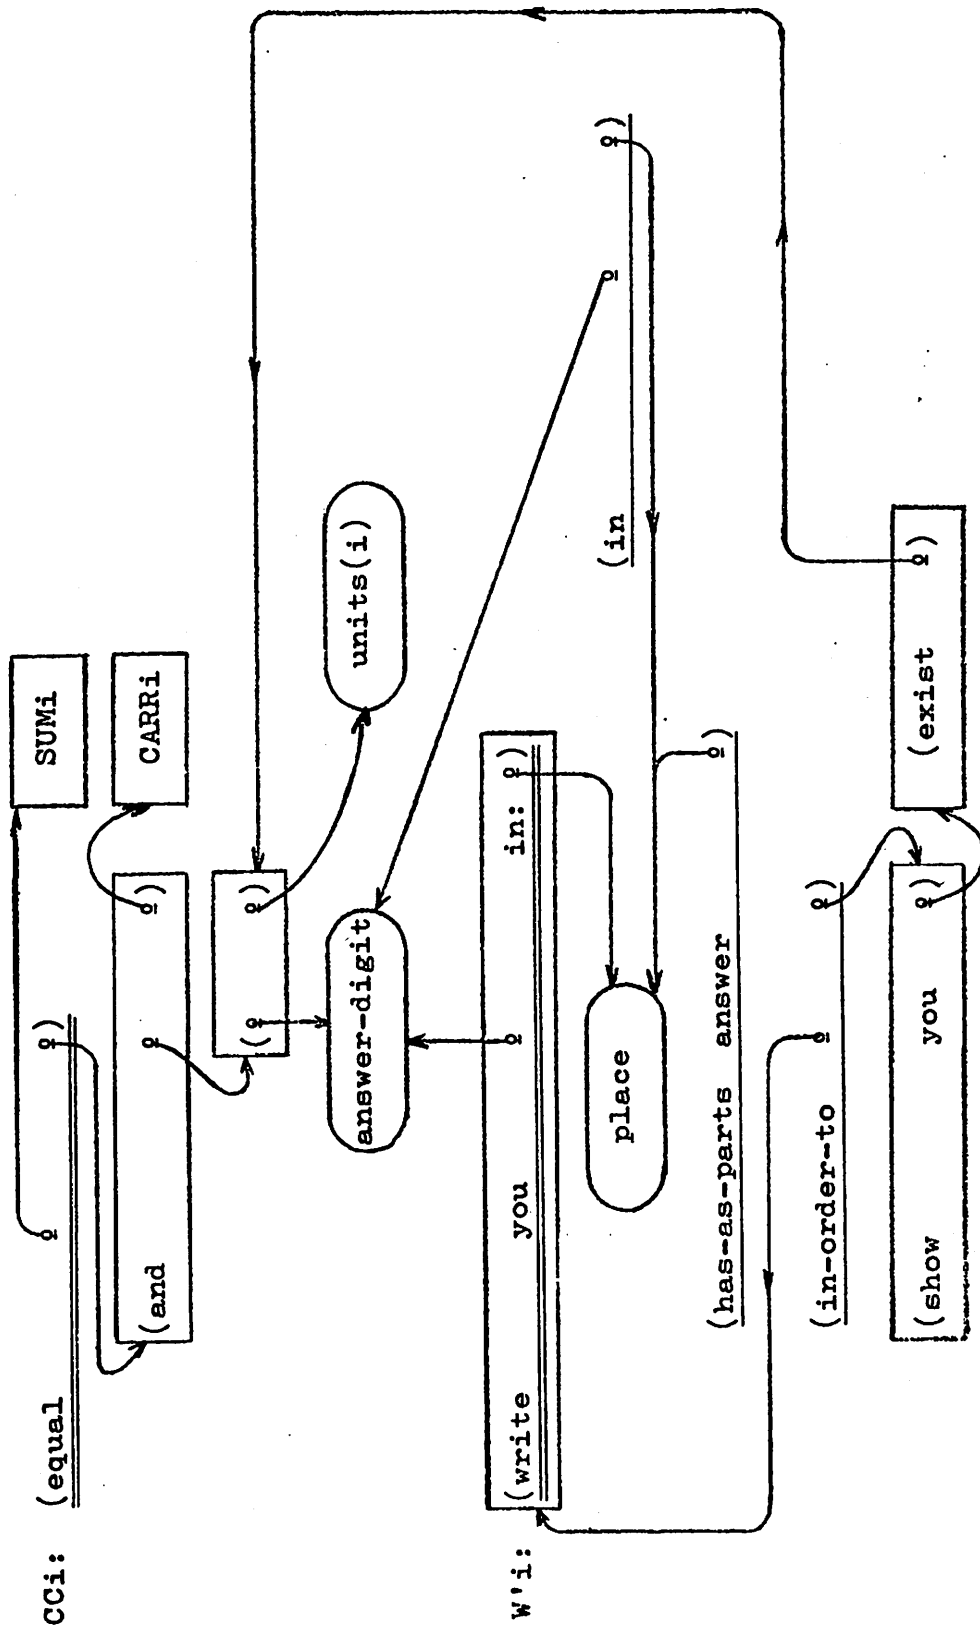 CCi: (equal o o) SUMi
(and o o) CARRi
(o o)
answer-digit units(i)
W'i: (write you o in: o)
place (in o o)
(has-as-parts answer o)
(in-order-to o o)
(show you o) (exist o)